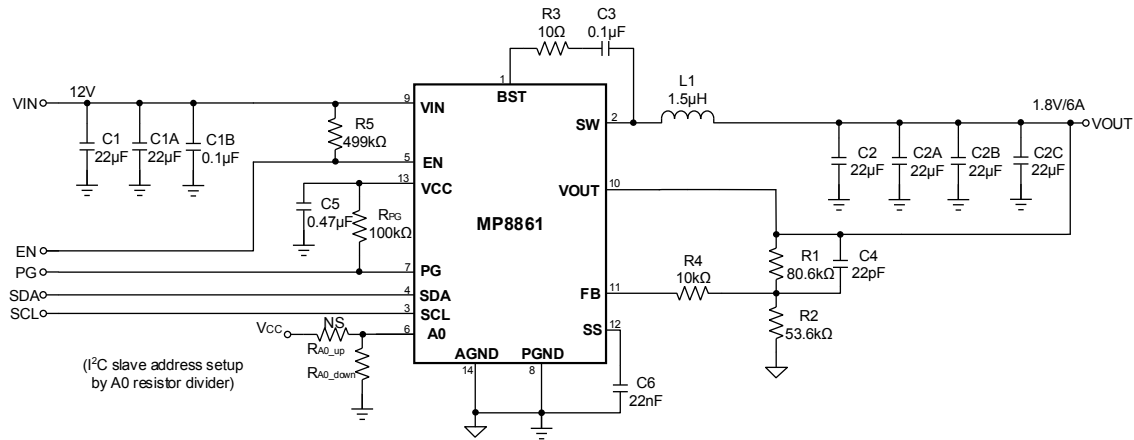 R3
10Ω
C3
0.1µF
1
BST
L1
1.5µH
1.8V/6A
VOUT
VIN
12V
9
VIN
SW
2
C1
22µF
C1A
22µF
C1B
0.1µF
R5
499kΩ
5
EN
C2
22µF
C2A
22µF
C2B
22µF
C2C
22µF
13
VCC
VOUT
10
C5
0.47µF
RPG
100kΩ
MP8861
EN
PG
7
PG
R4
10kΩ
R1
80.6kΩ
C4
22pF
SDA
4
SDA
FB
11
SCL
3
SCL
R2
53.6kΩ
VCC
NS
6
A0
SS
12
RA0_up
RA0_down
(I²C slave address setup
by A0 resistor divider)
AGND
14
PGND
8
C6
22nF